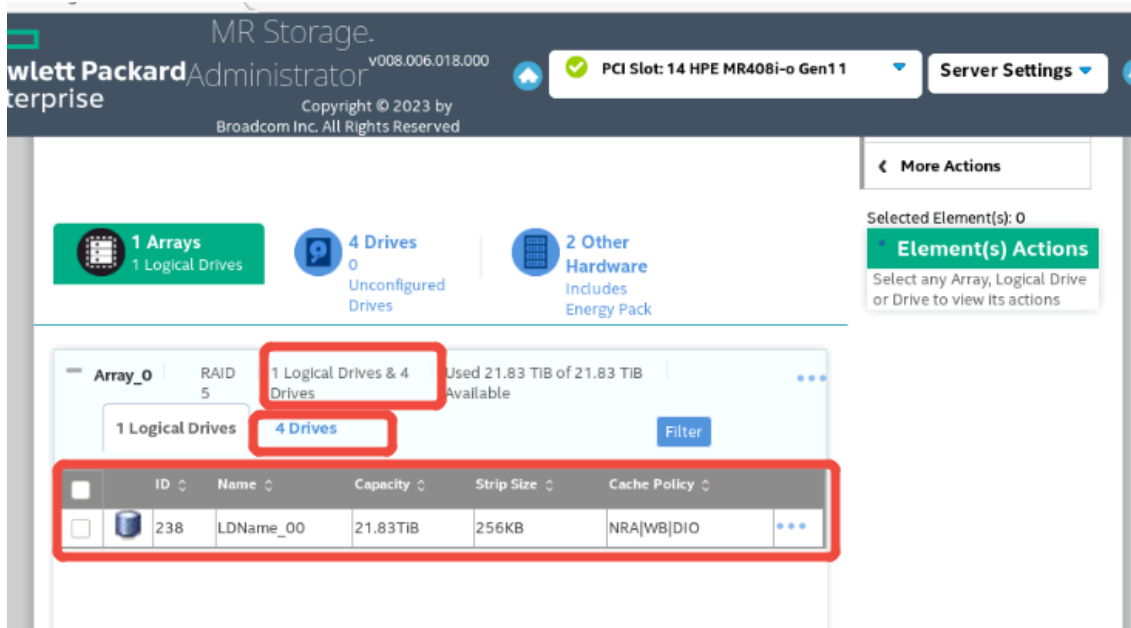 MR Storage
wlett Packard Administrator v008.006.018.000
terprise
Copyright © 2023 by
Broadcom Inc. All Rights Reserved
PCI Slot: 14 HPE MR408i-o Gen11
Server Settings
More Actions
Selected Element(s): 0
Element(s) Actions
Select any Array, Logical Drive
or Drive to view its actions
1 Arrays
1 Logical Drives
4 Drives
0
Unconfigured
Drives
2 Other
Hardware
Includes
Energy Pack
Array_0
RAID
5
1 Logical Drives & 4
Drives
Used 21.83 TiB of 21.83 TiB
Available
1 Logical Drives
4 Drives
Filter
ID Name Capacity Strip Size Cache Policy
238 LDName_00 21.83TiB 256KB NRA|WB|DIO